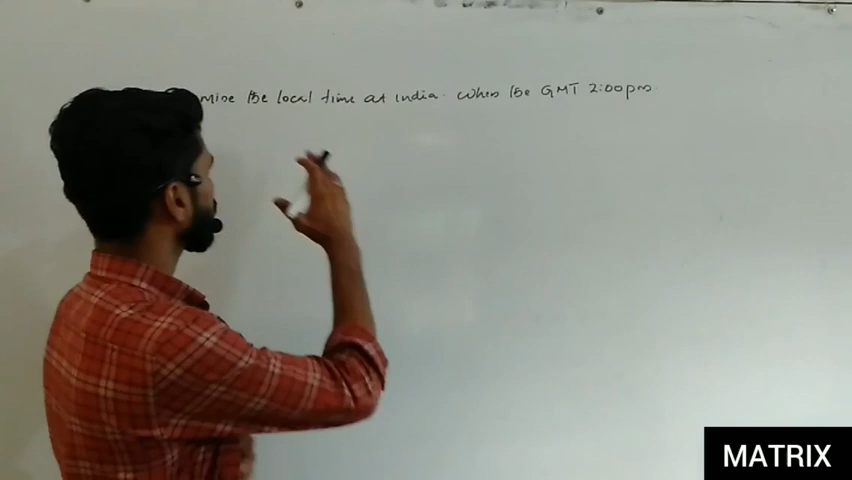 mine the local time at india. when the GMT 2:00pm.
MATRIX